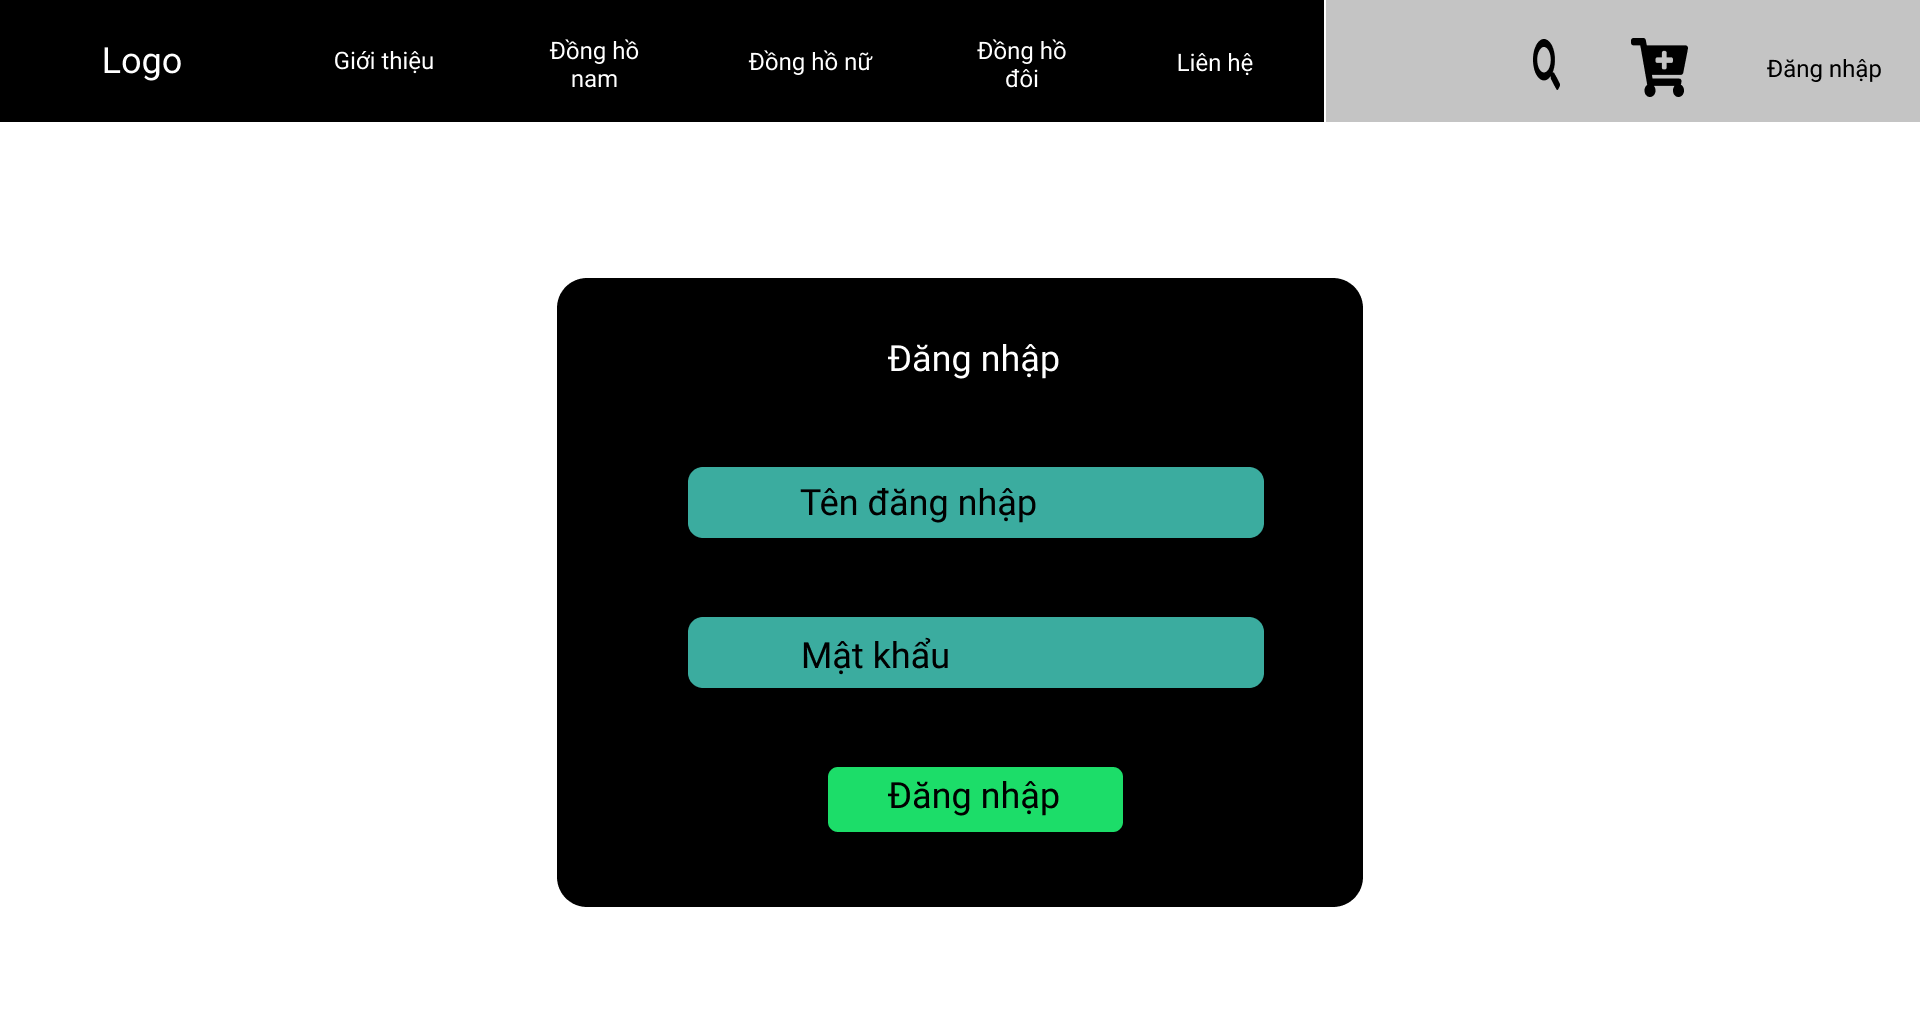 Logo
Giới thiệu
Đồng hồ
nam
Đồng hồ nữ
Đồng hồ
đôi
Liên hệ
Đăng nhập
Đăng nhập
Tên đăng nhập
Mật khẩu
Đăng nhập